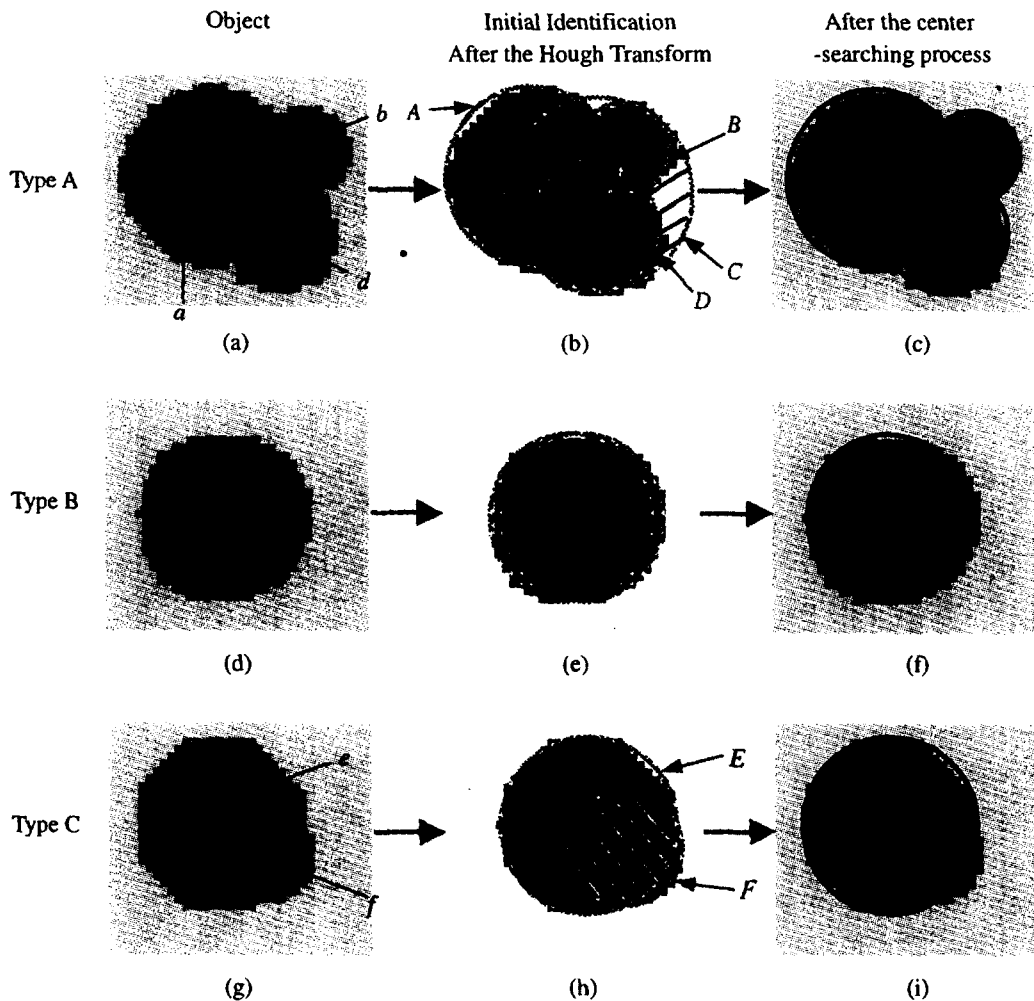 Object
Initial Identification
After the Hough Transform
After the center
-searching process
Type A
b
A
B
a
d
D
C
(a)
(b)
(c)
Type B
(d)
(e)
(f)
Type C
e
f
E
F
(g)
(h)
(i)